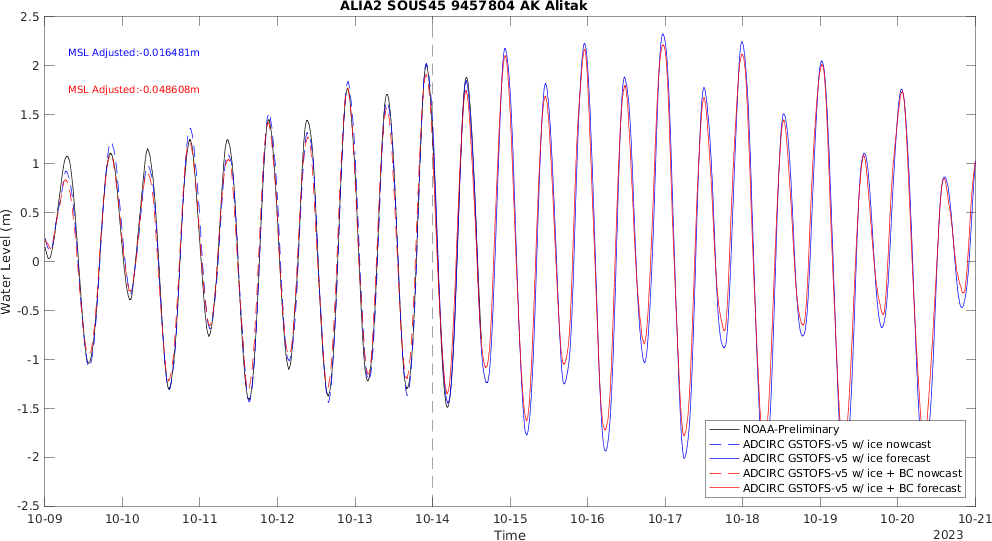 ALIA2 SOUS45 9457804 AK Alitak
MSL Adjusted:-0.016481m
MSL Adjusted:-0.048608m
Water Level (m)
2.5
2
1.5
1
0.5
0
-0.5
-1
-1.5
-2
-2.5
NOAA-Preliminary
ADCIRC GSTOFS-v5 w/ ice nowcast
ADCIRC GSTOFS-v5 w/ ice forecast
ADCIRC GSTOFS-v5 w/ ice + BC nowcast
ADCIRC GSTOFS-v5 w/ ice + BC forecast
10-09 10-10 10-11 10-12 10-13 10-14 10-15 10-16 10-17 10-18 10-19 10-20 10-21
Time
2023